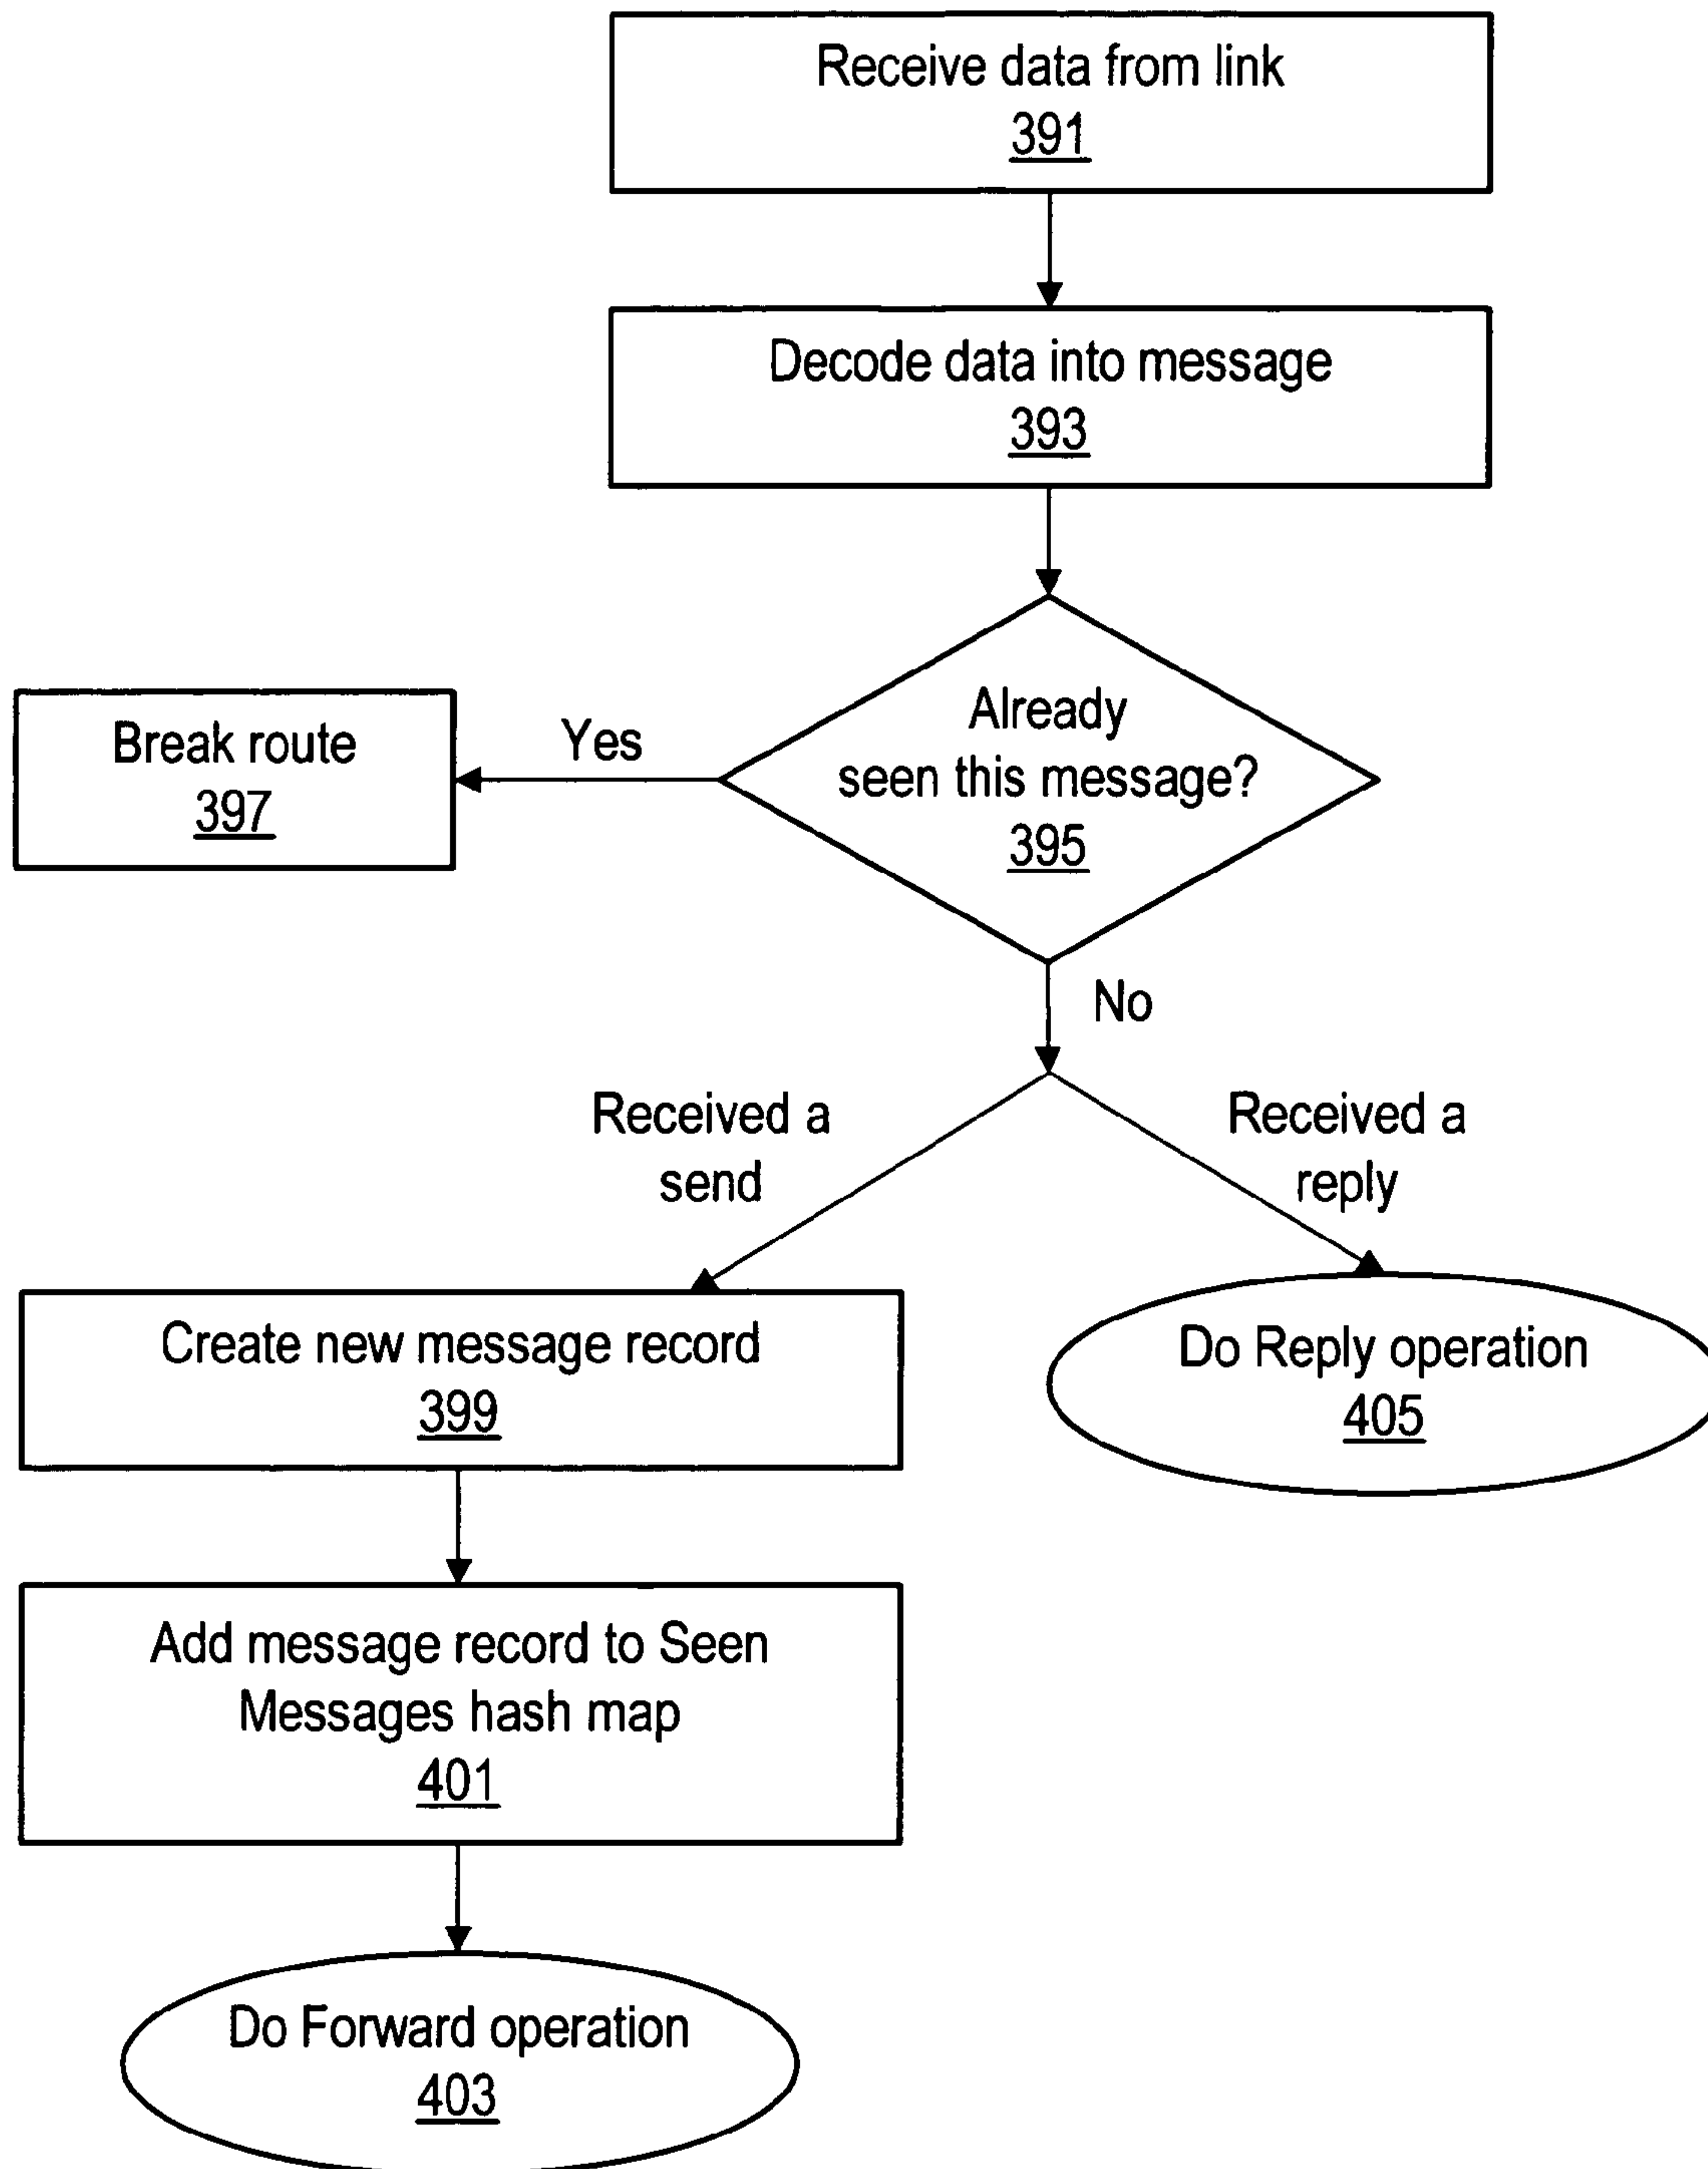 Receive data from link
391
Decode data into message
393
Already
seen this message?
395
Yes
Break route
397
No
Received a
send
Received a
reply
Create new message record
399
Do Reply operation
405
Add message record to Seen
Messages hash map
401
Do Forward operation
403